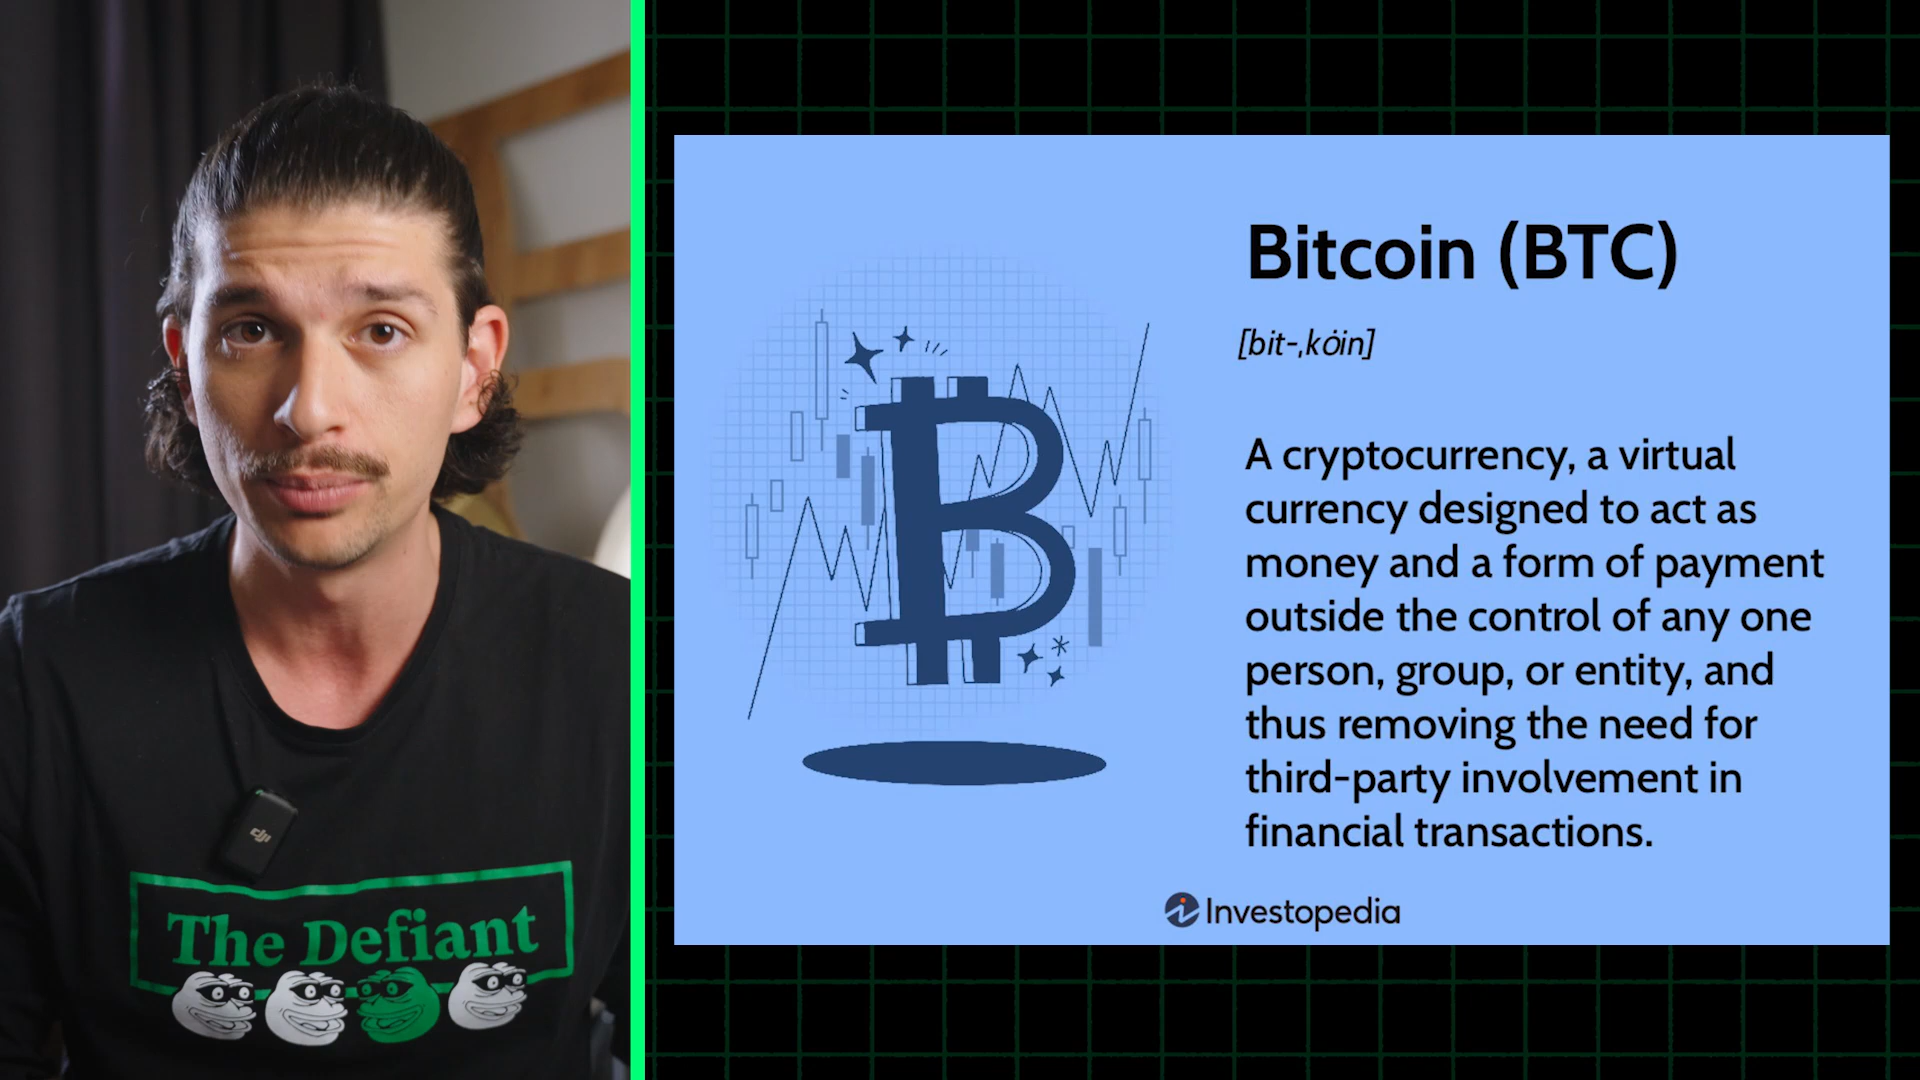 Bitcoin (BTC)
[bit-ˌkȯin]
A cryptocurrency, a virtual
currency designed to act as
money and a form of payment
outside the control of any one
person, group, or entity, and
thus removing the need for
third-party involvement in
financial transactions.
Investopedia
dji
The Defiant